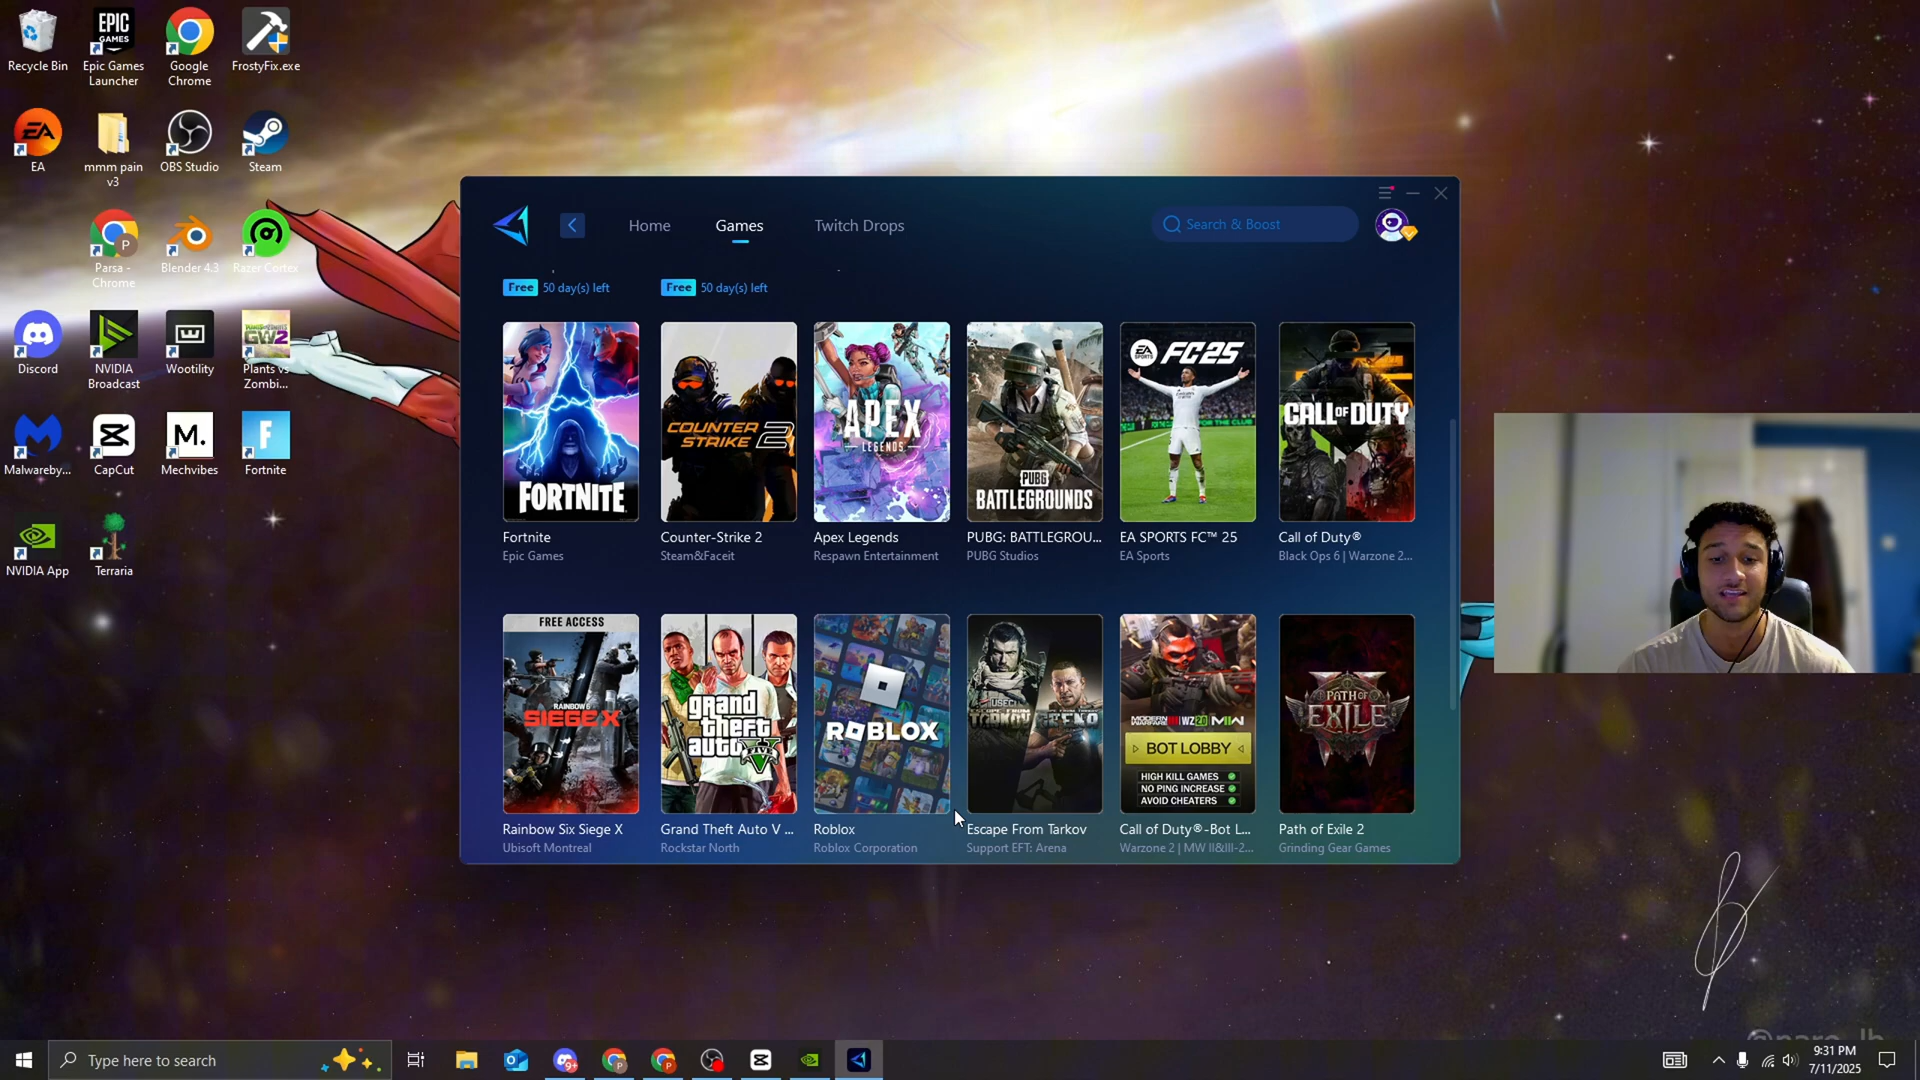 Recycle Bin
Epic Games
Launcher
Google
Chrome
FrostyFix.exe
EPIC
GAMES
EA
EA
mmm pain
v3
OBS Studio
Steam
Parsa -
Chrome
Blender 4.3
Razer Cortex
Discord
NVIDIA
Broadcast
Wootility
GW2
Plants vs
Zombi...
Malwareby...
CapCut
M.
Mechvibes
F
Fortnite
NVIDIA App
Terraria
Home
Games
Twitch Drops
Search & Boost
Free 50 day(s) left
Free 50 day(s) left
FORTNITE
COUNTER
STRIKE 2
APEX
LEGENDS
PUBG
BATTLEGROUNDS
EA SPORTS FC25
CALL OF DUTY
Fortnite
Epic Games
Counter-Strike 2
Steam&Faceit
Apex Legends
Respawn Entertainment
PUBG: BATTLEGROU...
PUBG Studios
EA SPORTS FC™ 25
EA Sports
Call of Duty®
Black Ops 6 | Warzone 2...
FREE ACCESS
RAINBOW6
SIEGE X
grand
theft
auto V
FIVE
ROBLOX
BOT LOBBY
HIGH KILL GAMES
NO PING INCREASE
AVOID CHEATERS
PATH OF
EXILE
Rainbow Six Siege X
Ubisoft Montreal
Grand Theft Auto V ...
Rockstar North
Roblox
Roblox Corporation
Escape From Tarkov
Support EFT: Arena
Call of Duty®-Bot L...
Warzone 2 | MW II&III-2...
Path of Exile 2
Grinding Gear Games
Type here to search
9:31 PM
7/11/2025